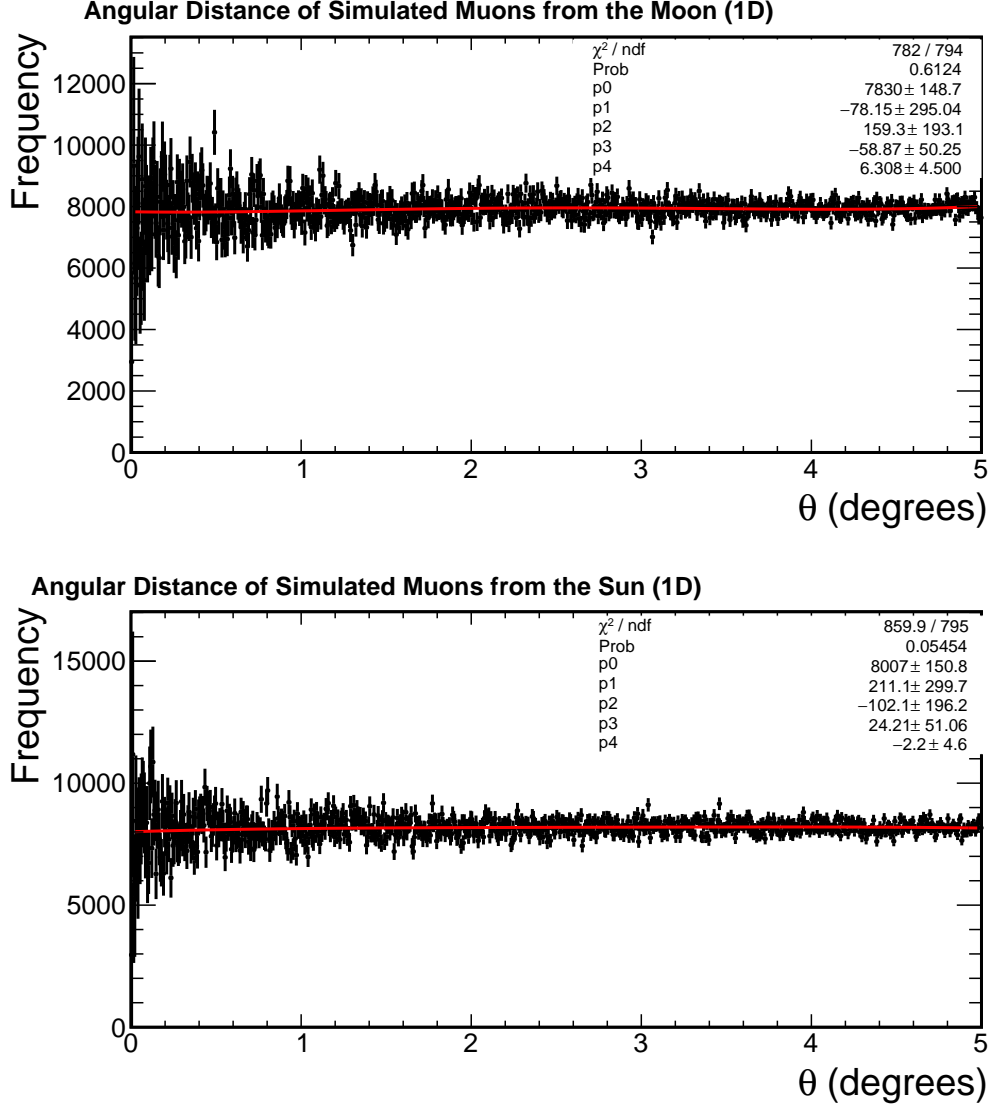 Angular Distance of Simulated Muons from the Moon (1D)
Frequency
12000
10000
8000
6000
4000
2000
0
0 1 2 3 4 5
θ (degrees)
χ² / ndf 782 / 794
Prob 0.6124
p0 7830 ± 148.7
p1 −78.15 ± 295.04
p2 159.3 ± 193.1
p3 −58.87 ± 50.25
p4 6.308 ± 4.500
Angular Distance of Simulated Muons from the Sun (1D)
Frequency
15000
10000
5000
0
0 1 2 3 4 5
θ (degrees)
χ² / ndf 859.9 / 795
Prob 0.05454
p0 8007 ± 150.8
p1 211.1 ± 299.7
p2 −102.1 ± 196.2
p3 24.21 ± 51.06
p4 −2.2 ± 4.6